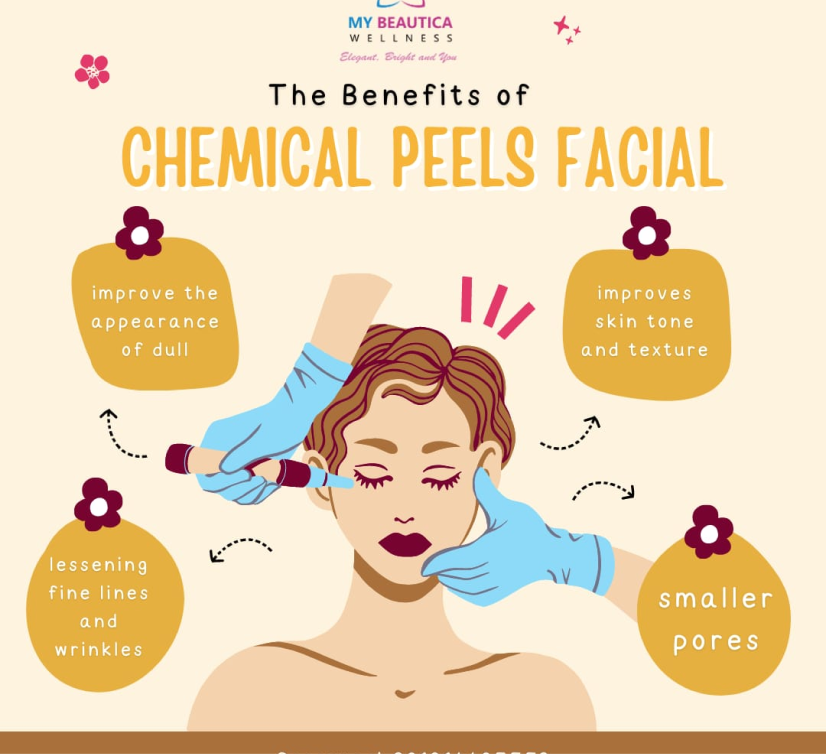 MY BEAUTICA
WELLNESS
Elegant, Bright and You
The Benefits of
CHEMICAL PEELS FACIAL
improve the
appearance
of dull
improves
skin tone
and texture
lessening
fine lines
and
wrinkles
smaller
pores